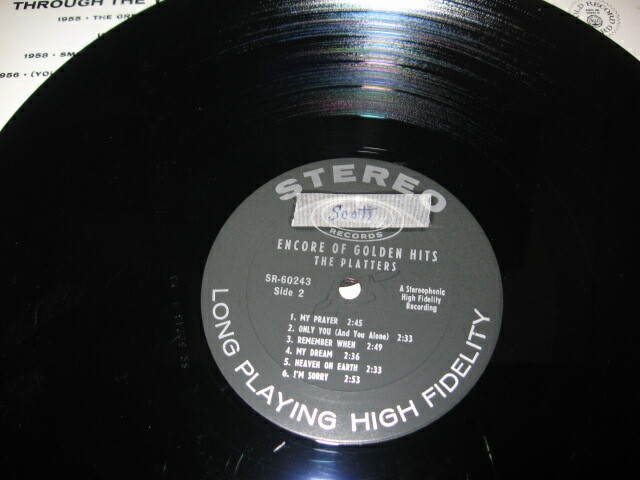 THROUGH THE
1955 · THE GRE
1958 · SM
1956 · (YOU
STEREO
Scott
RECORDS
ENCORE OF GOLDEN HITS
THE PLATTERS
SR-60243
Side 2
A Stereophonic
High Fidelity
Recording
1. MY PRAYER 2:45
2. ONLY YOU (And You Alone) 2:33
3. REMEMBER WHEN 2:49
4. MY DREAM 2:36
5. HEAVEN ON EARTH 2:33
6. I'M SORRY 2:53
LONG PLAYING HIGH FIDELITY